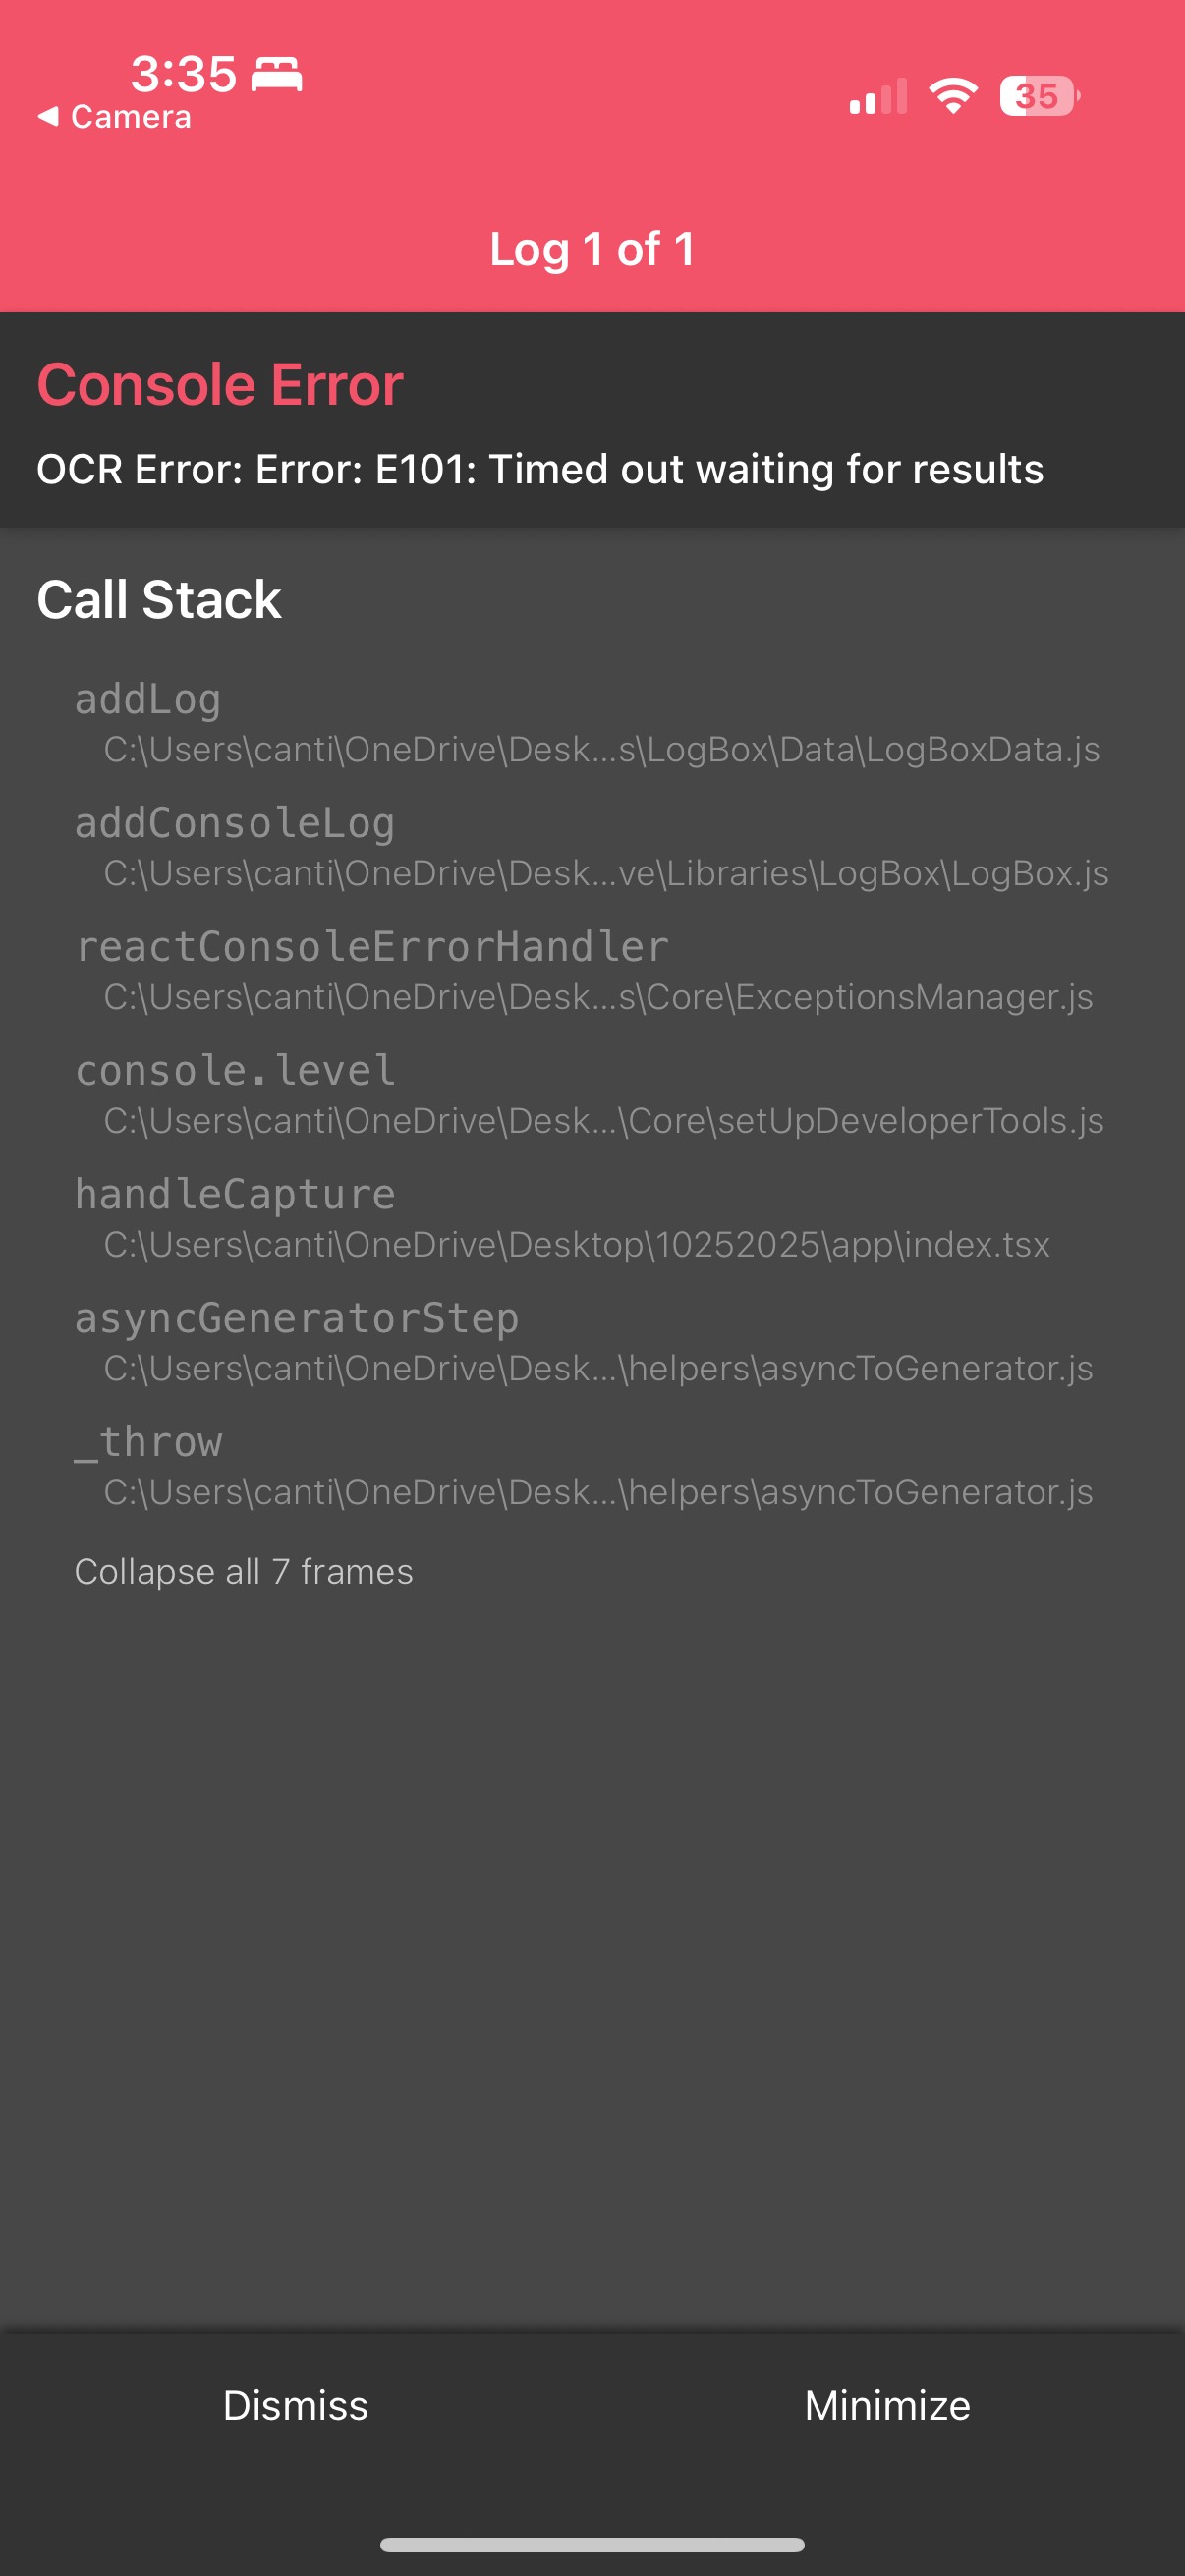 3:35
Camera
35
Log 1 of 1
Console Error
OCR Error: Error: E101: Timed out waiting for results
Call Stack
addLog
C:\Users\canti\OneDrive\Desk...s\LogBox\Data\LogBoxData.js
addConsoleLog
C:\Users\canti\OneDrive\Desk...ve\Libraries\LogBox\LogBox.js
reactConsoleErrorHandler
C:\Users\canti\OneDrive\Desk...s\Core\ExceptionsManager.js
console.level
C:\Users\canti\OneDrive\Desk...\Core\setUpDeveloperTools.js
handleCapture
C:\Users\canti\OneDrive\Desktop\10252025\app\index.tsx
asyncGeneratorStep
C:\Users\canti\OneDrive\Desk...\helpers\asyncToGenerator.js
_throw
C:\Users\canti\OneDrive\Desk...\helpers\asyncToGenerator.js
Collapse all 7 frames
Dismiss
Minimize